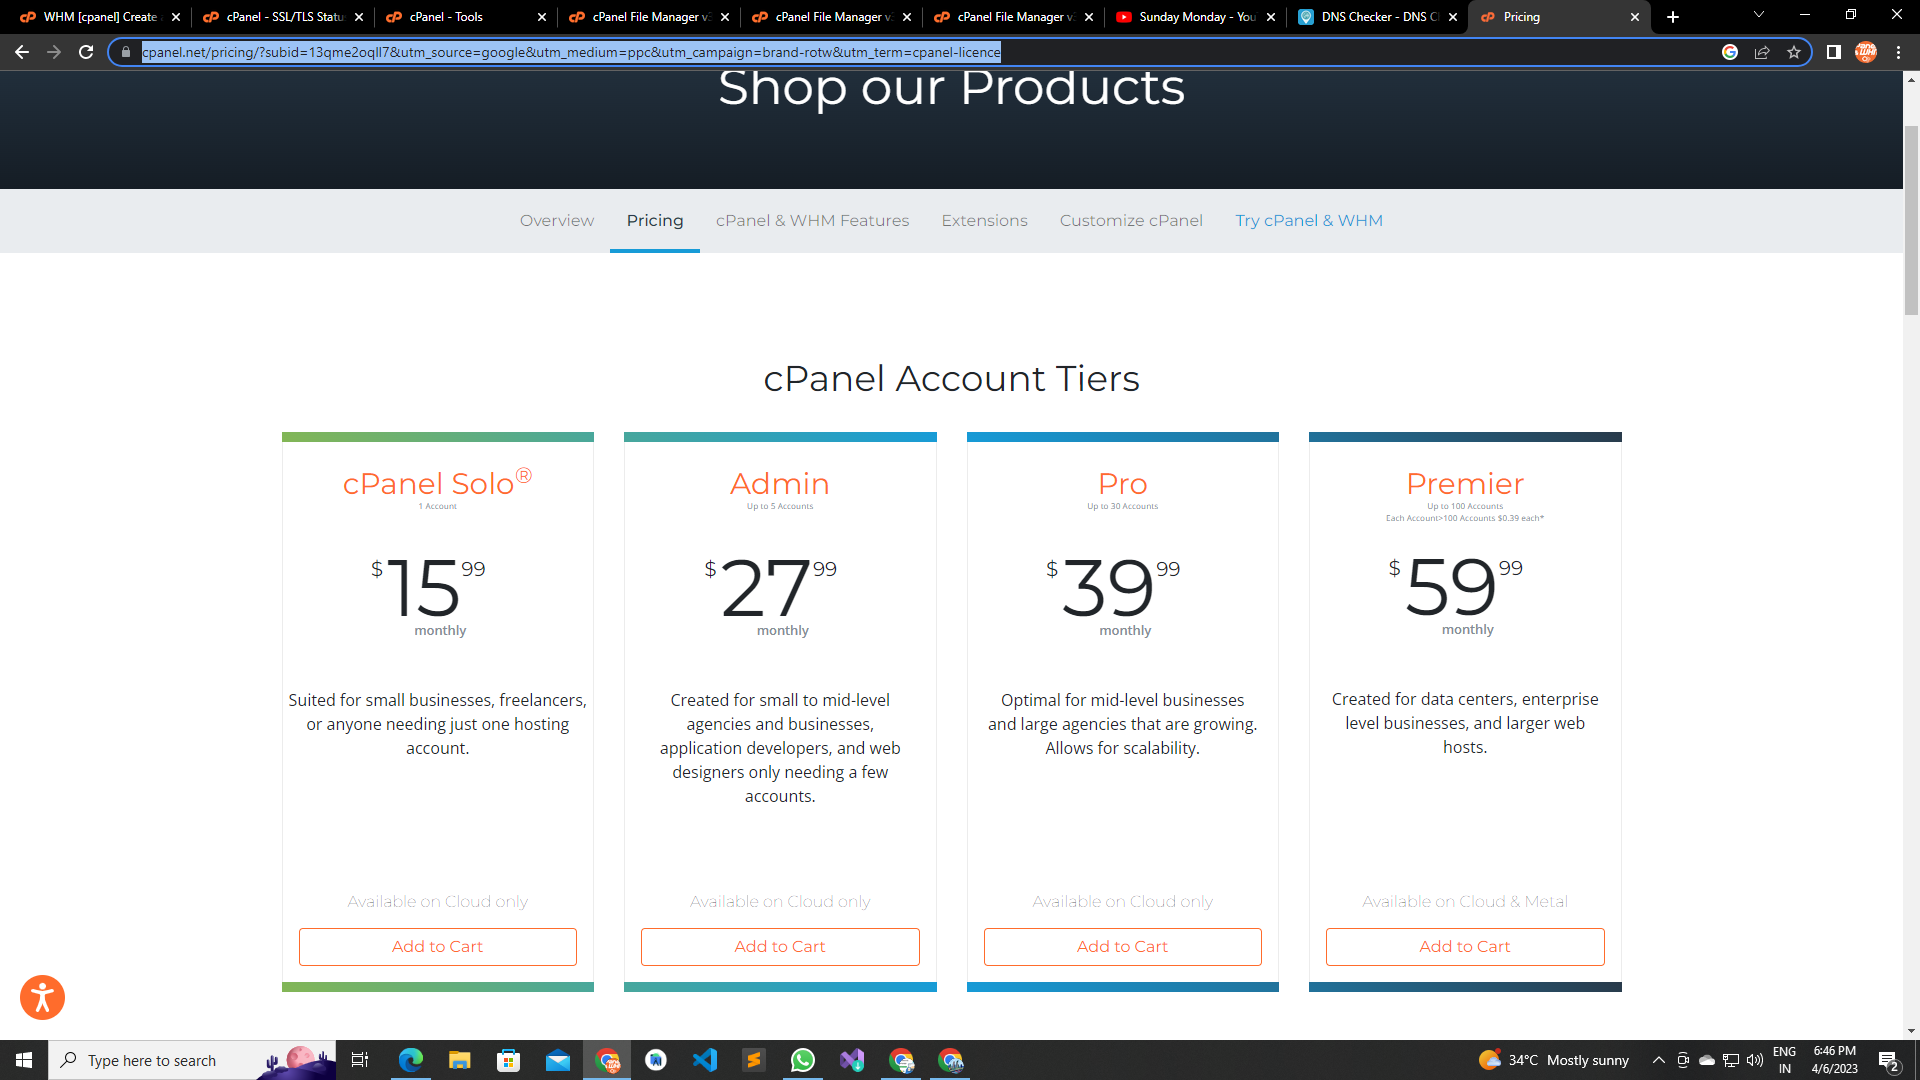 WHM [cpanel] Create
cPanel - SSL/TLS Statu
cPanel - Tools
cPanel File Manager v
cPanel File Manager v
cPanel File Manager v
Sunday Monday - You
DNS Checker - DNS C
Pricing
cpanel.net/pricing/?subid=13qme2oqll7&utm_source=google&utm_medium=ppc&utm_campaign=brand-rotw&utm_term=cpanel-licence
Shop our Products
Overview
Pricing
cPanel & WHM Features
Extensions
Customize cPanel
Try cPanel & WHM
cPanel Account Tiers
cPanel Solo®
1 Account
$15 99
monthly
Suited for small businesses, freelancers,
or anyone needing just one hosting
account.
Available on Cloud only
Add to Cart
Admin
Up to 5 Accounts
$27 99
monthly
Created for small to mid-level
agencies and businesses,
application developers, and web
designers only needing a few
accounts.
Available on Cloud only
Add to Cart
Pro
Up to 30 Accounts
$39 99
monthly
Optimal for mid-level businesses
and large agencies that are growing.
Allows for scalability.
Available on Cloud only
Add to Cart
Premier
Up to 100 Accounts
Each Account>100 Accounts $0.39 each*
$59 99
monthly
Created for data centers, enterprise
level businesses, and larger web
hosts.
Available on Cloud & Metal
Add to Cart
Type here to search
34°C Mostly sunny
ENG
IN
6:46 PM
4/6/2023
2